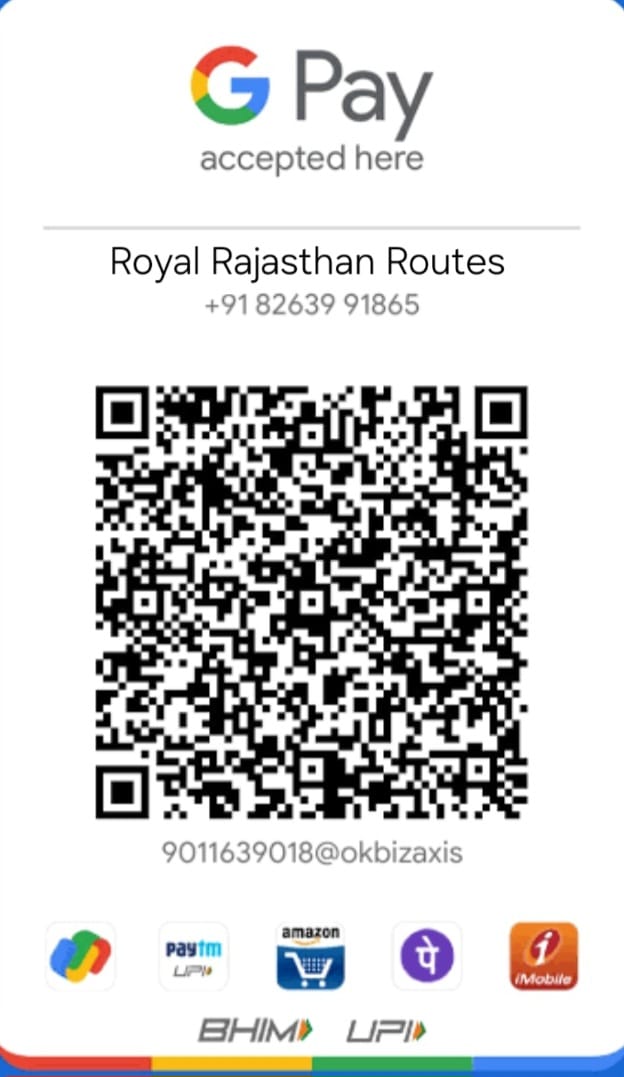 G Pay
accepted here
Royal Rajasthan Routes
+91 82639 91865
9011639018@okbizaxis
paytm
UPI
amazon
पे
i
iMobile
BHIM UPI